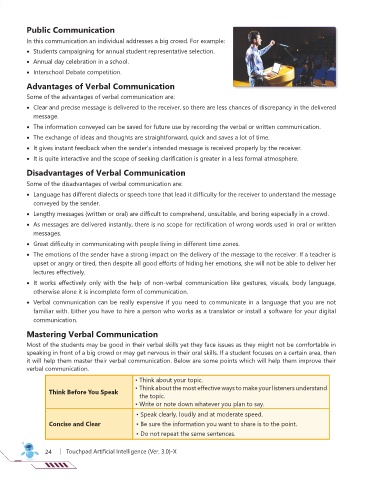 Public Communication
In this communication an individual addresses a big crowd. For example:
• Students campaigning for annual student representative selection.
• Annual day celebration in a school.
• Interschool Debate competition.
Advantages of Verbal Communication
Some of the advantages of verbal communication are:
• Clear and precise message is delivered to the receiver, so there are less chances of discrepancy in the delivered
message.
• The information conveyed can be saved for future use by recording the verbal or written communication.
• The exchange of ideas and thoughts are straightforward, quick and saves a lot of time.
• It gives instant feedback when the sender's intended message is received properly by the receiver.
• It is quite interactive and the scope of seeking clarification is greater in a less formal atmosphere.
Disadvantages of Verbal Communication
Some of the disadvantages of verbal communication are:
• Language has different dialects or speech tone that lead it difficulty for the receiver to understand the message
conveyed by the sender.
• Lengthy messages (written or oral) are difficult to comprehend, unsuitable, and boring especially in a crowd.
• As messages are delivered instantly, there is no scope for rectification of wrong words used in oral or written
messages.
• Great difficulty in communicating with people living in different time zones.
• The emotions of the sender have a strong impact on the delivery of the message to the receiver. If a teacher is
upset or angry or tired, then despite all good efforts of hiding her emotions, she will not be able to deliver her
lectures effectively.
• It works effectively only with the help of non-verbal communication like gestures, visuals, body language,
otherwise alone it is incomplete form of communication.
• Verbal communication can be really expensive if you need to communicate in a language that you are not
familiar with. Either you have to hire a person who works as a translator or install a software for your digital
communication.
Mastering Verbal Communication
Most of the students may be good in their verbal skills yet they face issues as they might not be comfortable in
speaking in front of a big crowd or may get nervous in their oral skills. If a student focuses on a certain area, then
it will help them master their verbal communication. Below are some points which will help them improve their
verbal communication.
Think Before You Speak
• Think about your topic.
• Think about the most effective ways to make your listeners understand
the topic.
• Write or note down whatever you plan to say.
Concise and Clear
• Speak clearly, loudly and at moderate speed.
• Be sure the information you want to share is to the point.
• Do not repeat the same sentences.
24 | Touchpad Artificial Intelligence (Ver. 3.0)-X